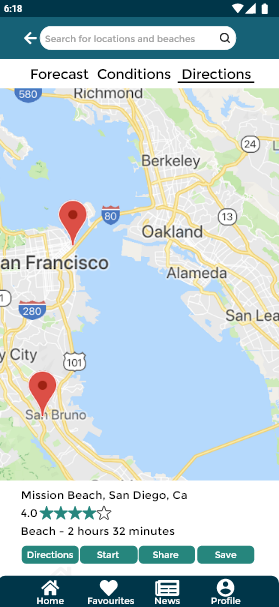 6:18
Search for locations and beaches
Forecast Conditions Directions
580
Richmond
24
Berkeley
80
13
Oakland
an Francisco
Alameda
1
280
San Lea
y City
101
San Bruno
Mission Beach, San Diego, Ca
4.0
Beach - 2 hours 32 minutes
Directions Start Share Save
Home Favourites News Profile